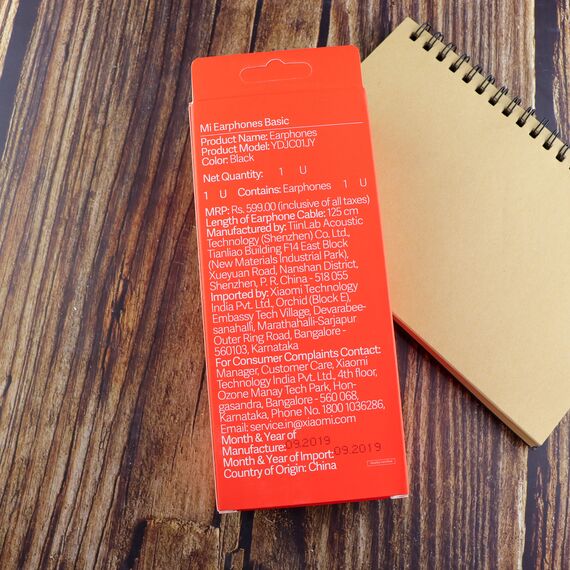 Mi Earphones Basic
Product Name: Earphones
Product Model: YDJC01JY
Color: Black
Net Quantity: 1 U
1 U Contains: Earphones 1 U
MRP: Rs. 599.00 (inclusive of all taxes)
Length of Earphone Cable: 125 cm
Manufactured by: TiinLab Acoustic
Technology (Shenzhen) Co. Ltd.,
Tianliao Building F14 East Block
(New Materials Industrial Park),
Xueyuan Road, Nanshan District,
Shenzhen, P. R. China - 518 055
Imported by: Xiaomi Technology
India Pvt. Ltd., Orchid (Block E),
Embassy Tech Village, Devarabee-
sanahalli, Marathahalli-Sarjapur
Outer Ring Road, Bangalore -
560103, Karnataka
For Consumer Complaints Contact:
Manager, Customer Care, Xiaomi
Technology India Pvt. Ltd., 4th floor,
Ozone Manay Tech Park, Hon-
gasandra, Bangalore - 560 068,
Karnataka, Phone No. 1800 1036286,
Email: service.in@xiaomi.com
Month & Year of
Manufacture: 09.2019
Month & Year of Import: 09.2019
Country of Origin: China